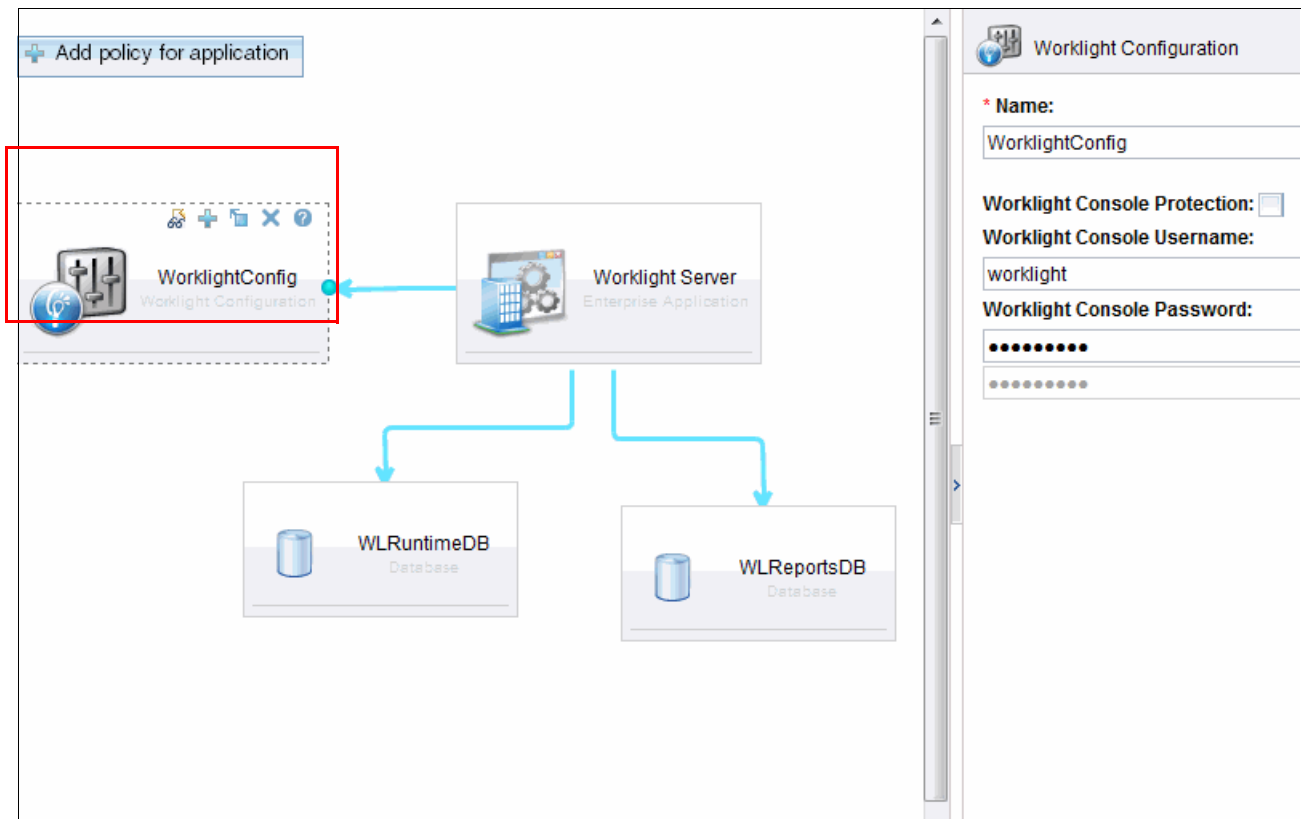 Add policy for application
WorklightConfig
Worklight Configuration
Worklight Server
Enterprise Application
WLRuntimeDB
Database
WLReportsDB
Database
Worklight Configuration
* Name:
WorklightConfig
Worklight Console Protection:
Worklight Console Username:
worklight
Worklight Console Password:
•••••••••
•••••••••